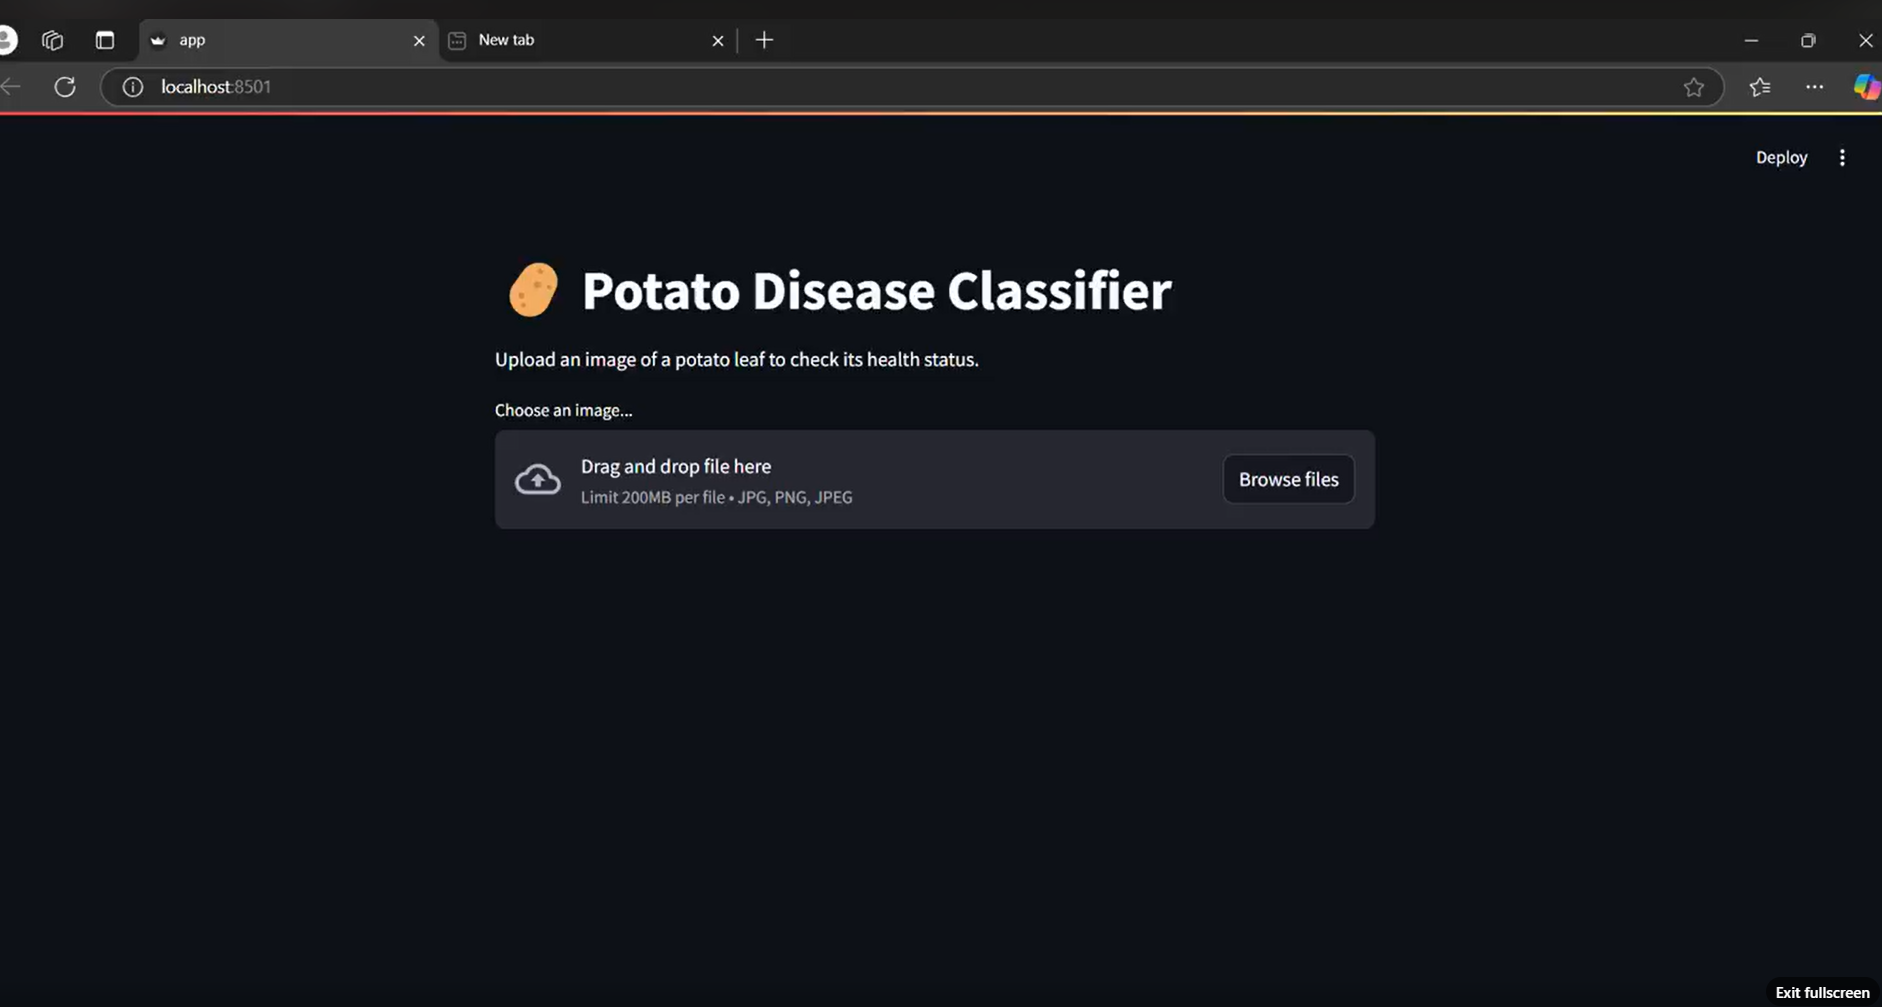 app
New tab
localhost:8501
Deploy
Potato Disease Classifier
Upload an image of a potato leaf to check its health status.
Choose an image...
Drag and drop file here
Limit 200MB per file • JPG, PNG, JPEG
Browse files
Exit fullscreen